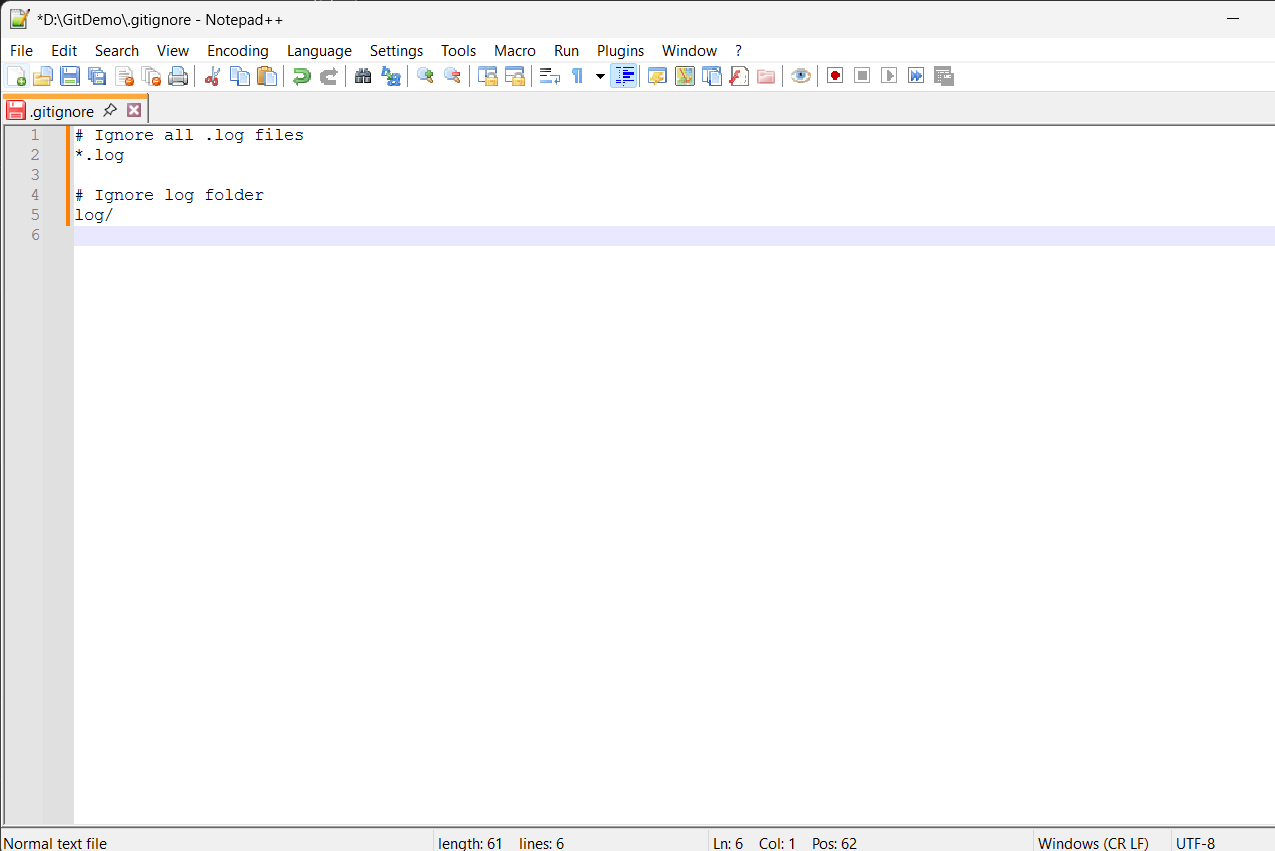 *D:\GitDemo\.gitignore - Notepad++
File Edit Search View Encoding Language Settings Tools Macro Run Plugins Window ?
.gitignore
1 # Ignore all .log files
2 *.log
3
4 # Ignore log folder
5 log/
6
Normal text file length: 61 lines: 6 Ln: 6 Col: 1 Pos: 62 Windows (CR LF) UTF-8